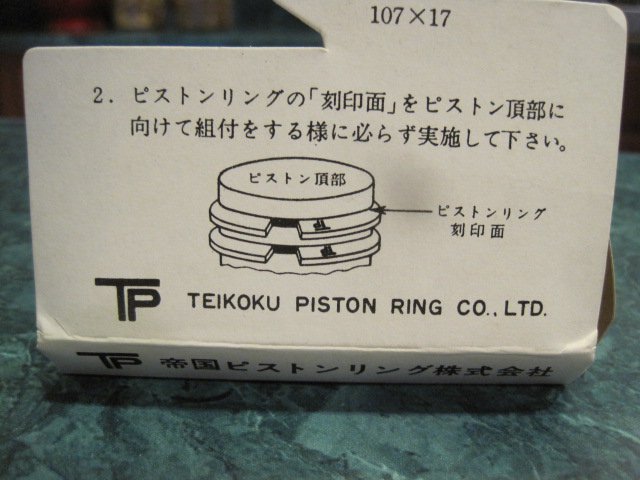 107×17
2. ピストンリングの「刻印面」をピストン頂部に
向けて組付をする様に必らず実施して下さい。
ピストン頂部
ピストンリング
刻印面
TP TEIKOKU PISTON RING CO., LTD.
TP 帝国ピストンリング株式会社